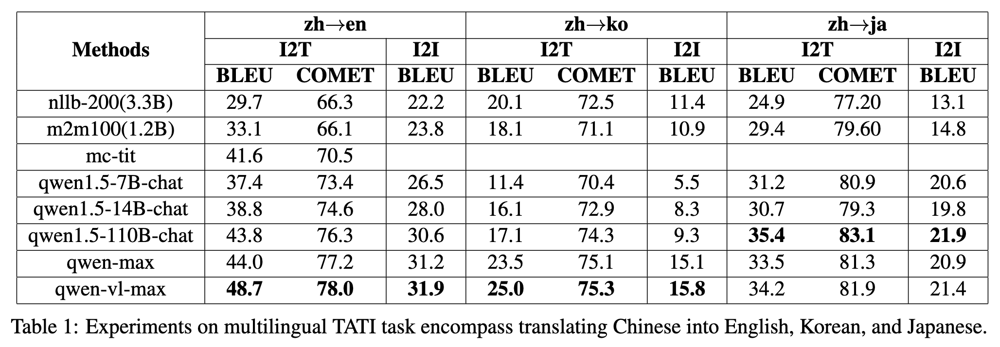 Methods zh→en zh→ko zh→ja
I2T I2I I2T I2I I2T I2I
BLEU COMET BLEU BLEU COMET BLEU BLEU COMET BLEU
nllb-200(3.3B) 29.7 66.3 22.2 20.1 72.5 11.4 24.9 77.20 13.1
m2m100(1.2B) 33.1 66.1 23.8 18.1 71.1 10.9 29.4 79.60 14.8
mc-tit 41.6 70.5
qwen1.5-7B-chat 37.4 73.4 26.5 11.4 70.4 5.5 31.2 80.9 20.6
qwen1.5-14B-chat 38.8 74.6 28.0 16.1 72.9 8.3 30.7 79.3 19.8
qwen1.5-110B-chat 43.8 76.3 30.6 17.1 74.3 9.3 35.4 83.1 21.9
qwen-max 44.0 77.2 31.2 23.5 75.1 15.1 33.5 81.3 20.9
qwen-vl-max 48.7 78.0 31.9 25.0 75.3 15.8 34.2 81.9 21.4
Table 1: Experiments on multilingual TATI task encompass translating Chinese into English, Korean, and Japanese.